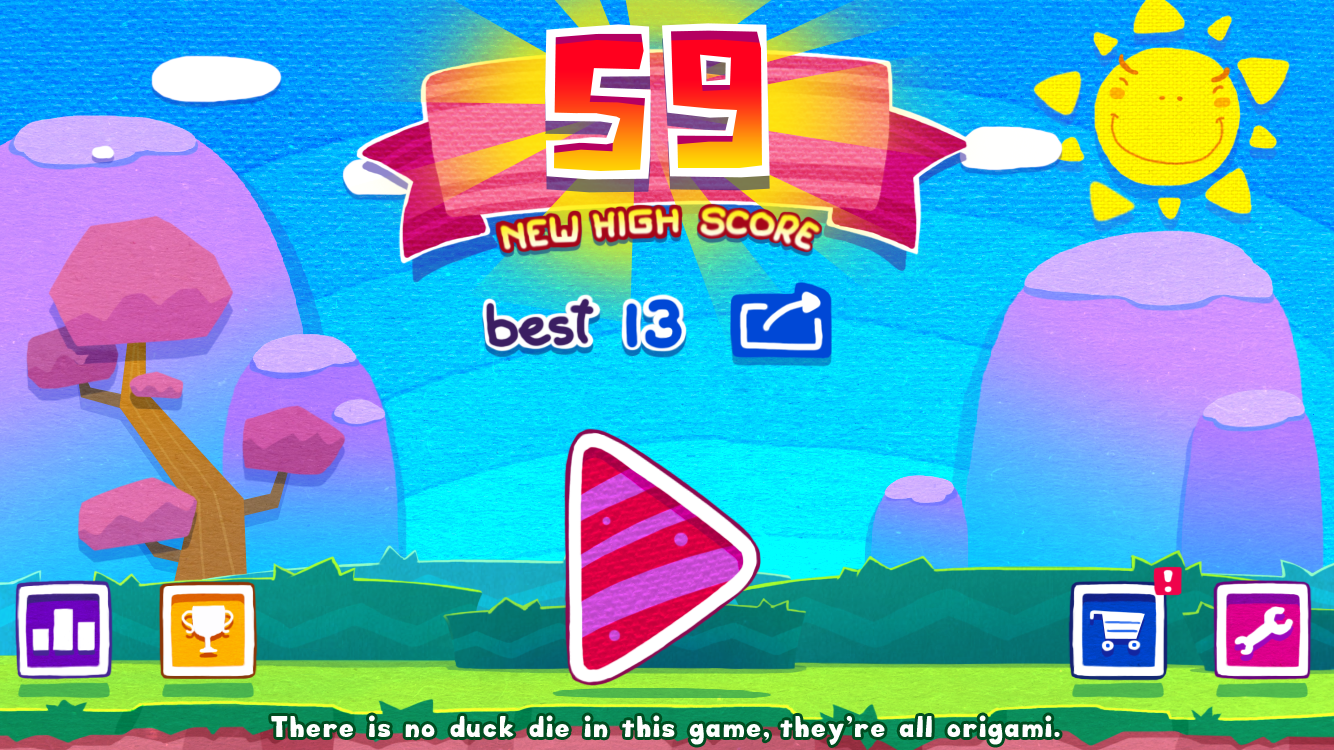 59
NEW HIGH SCORE
best 13
!
There is no duck die in this game, they're all origami.